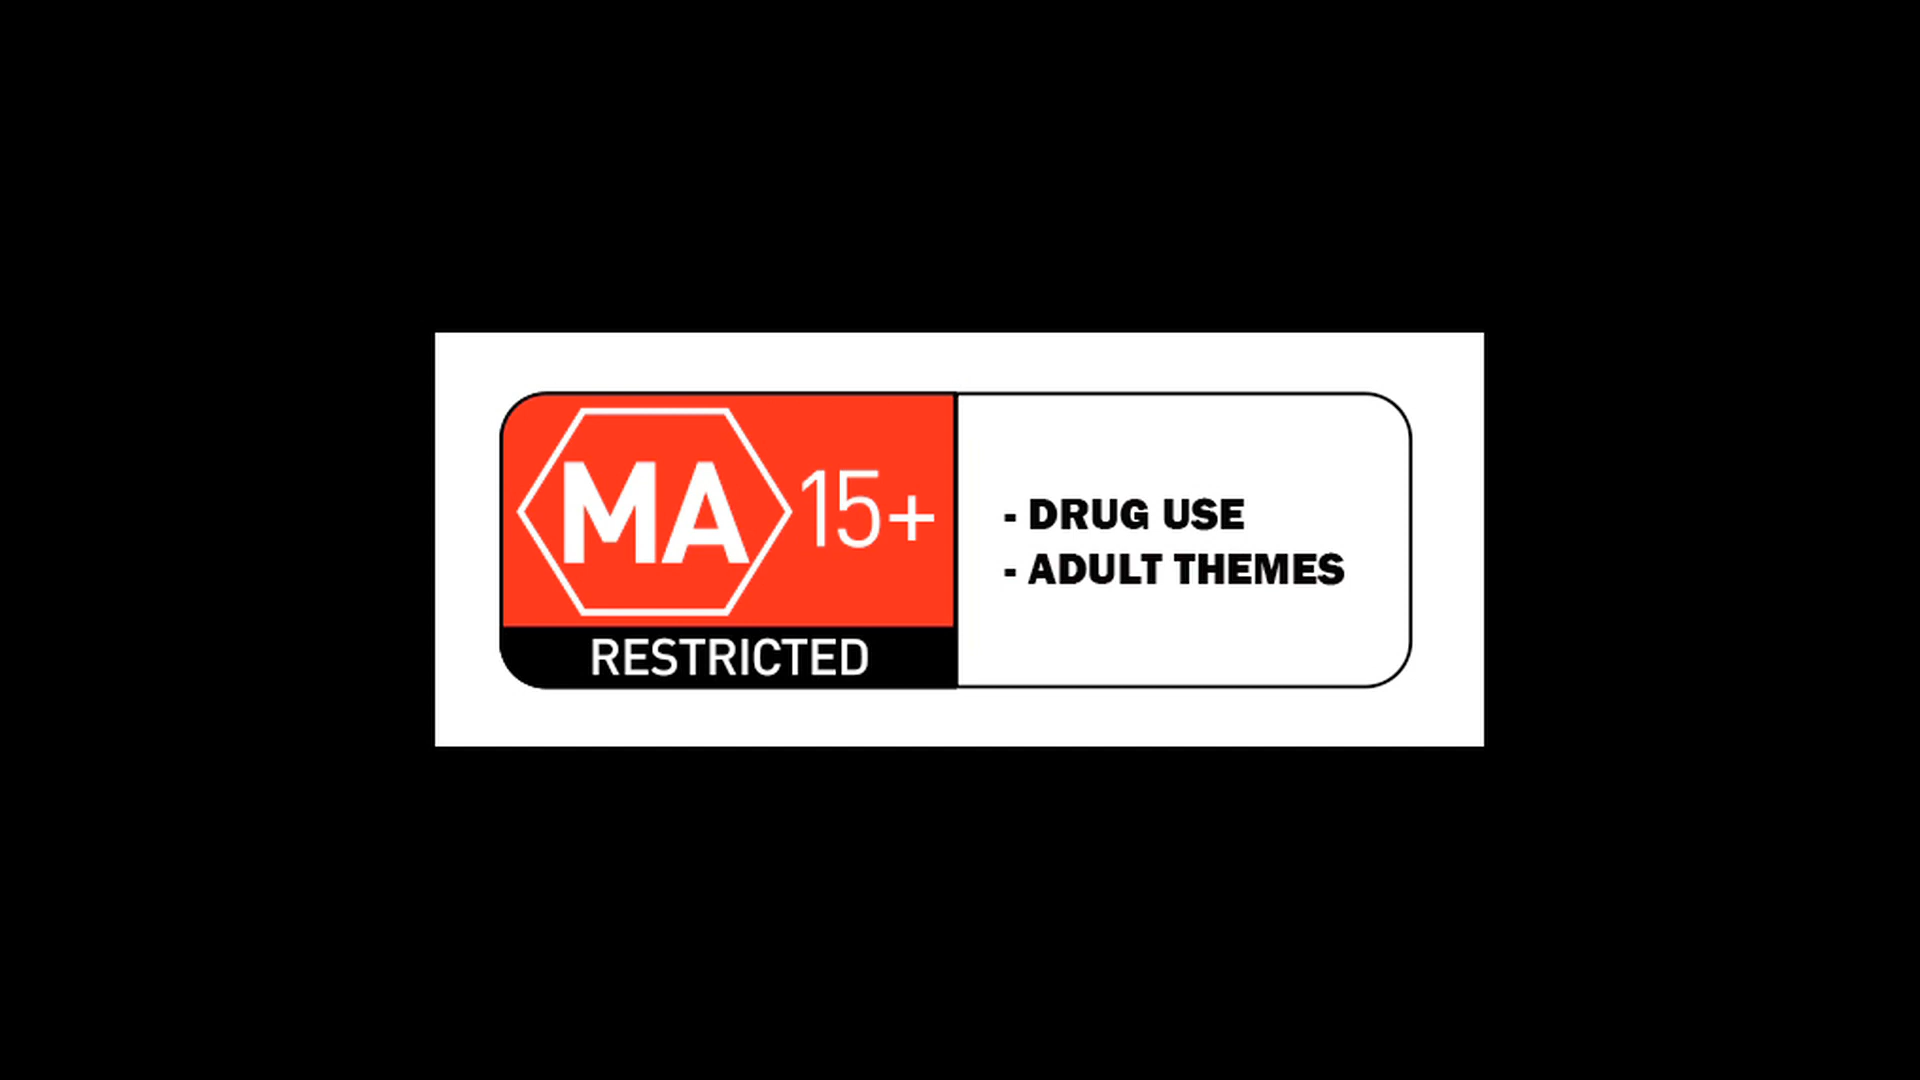 MA 15+
RESTRICTED
- DRUG USE
- ADULT THEMES